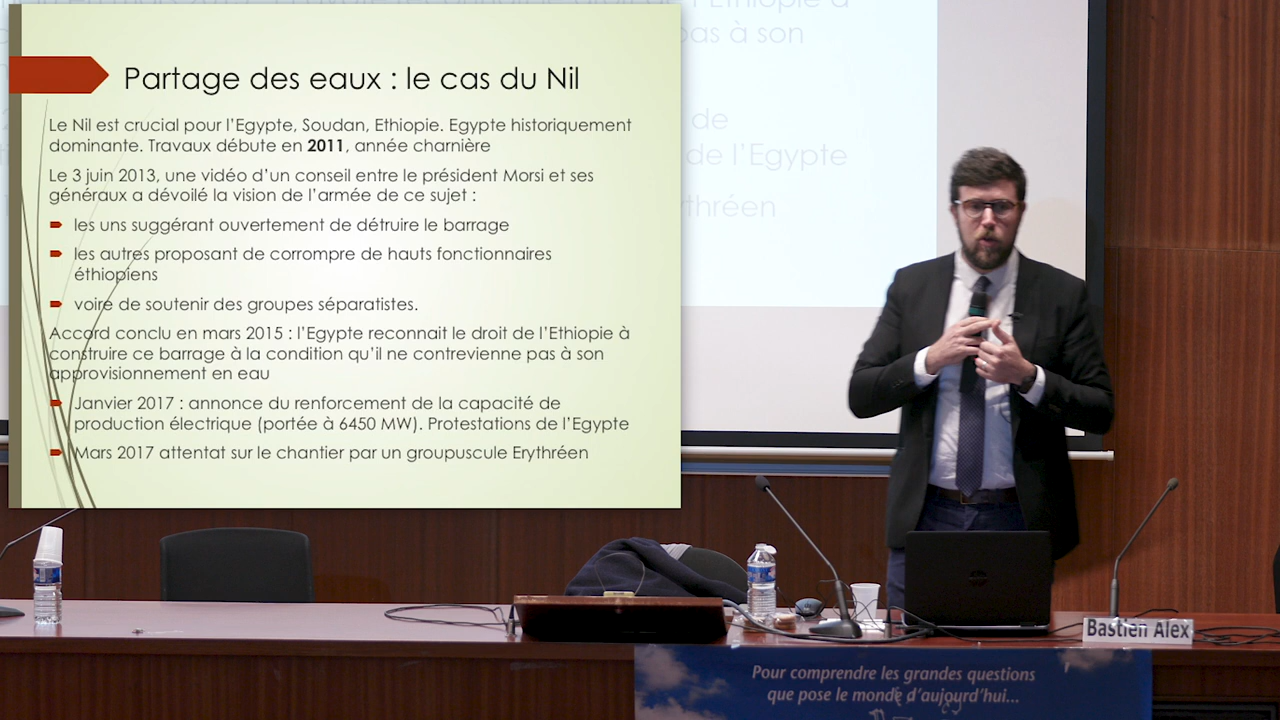 Partage des eaux : le cas du Nil
Le Nil est crucial pour l'Egypte, Soudan, Ethiopie. Egypte historiquement
dominante. Travaux débute en 2011, année charnière
Le 3 juin 2013, une vidéo d'un conseil entre le président Morsi et ses
généraux a dévoilé la vision de l'armée de ce sujet :
les uns suggérant ouvertement de détruire le barrage
les autres proposant de corrompre de hauts fonctionnaires
éthiopiens
voire de soutenir des groupes séparatistes.
Accord conclu en mars 2015 : l'Egypte reconnait le droit de l'Ethiopie à
construire ce barrage à la condition qu'il ne contrevienne pas à son
approvisionnement en eau
Janvier 2017 : annonce du renforcement de la capacité de
production électrique (portée à 6450 MW). Protestations de l'Egypte
Mars 2017 attentat sur le chantier par un groupuscule Erythréen
pas à son
de
de l'Egypte
Bastien Alex
Pour comprendre les grandes questions
que pose le monde d'aujourd'hui...